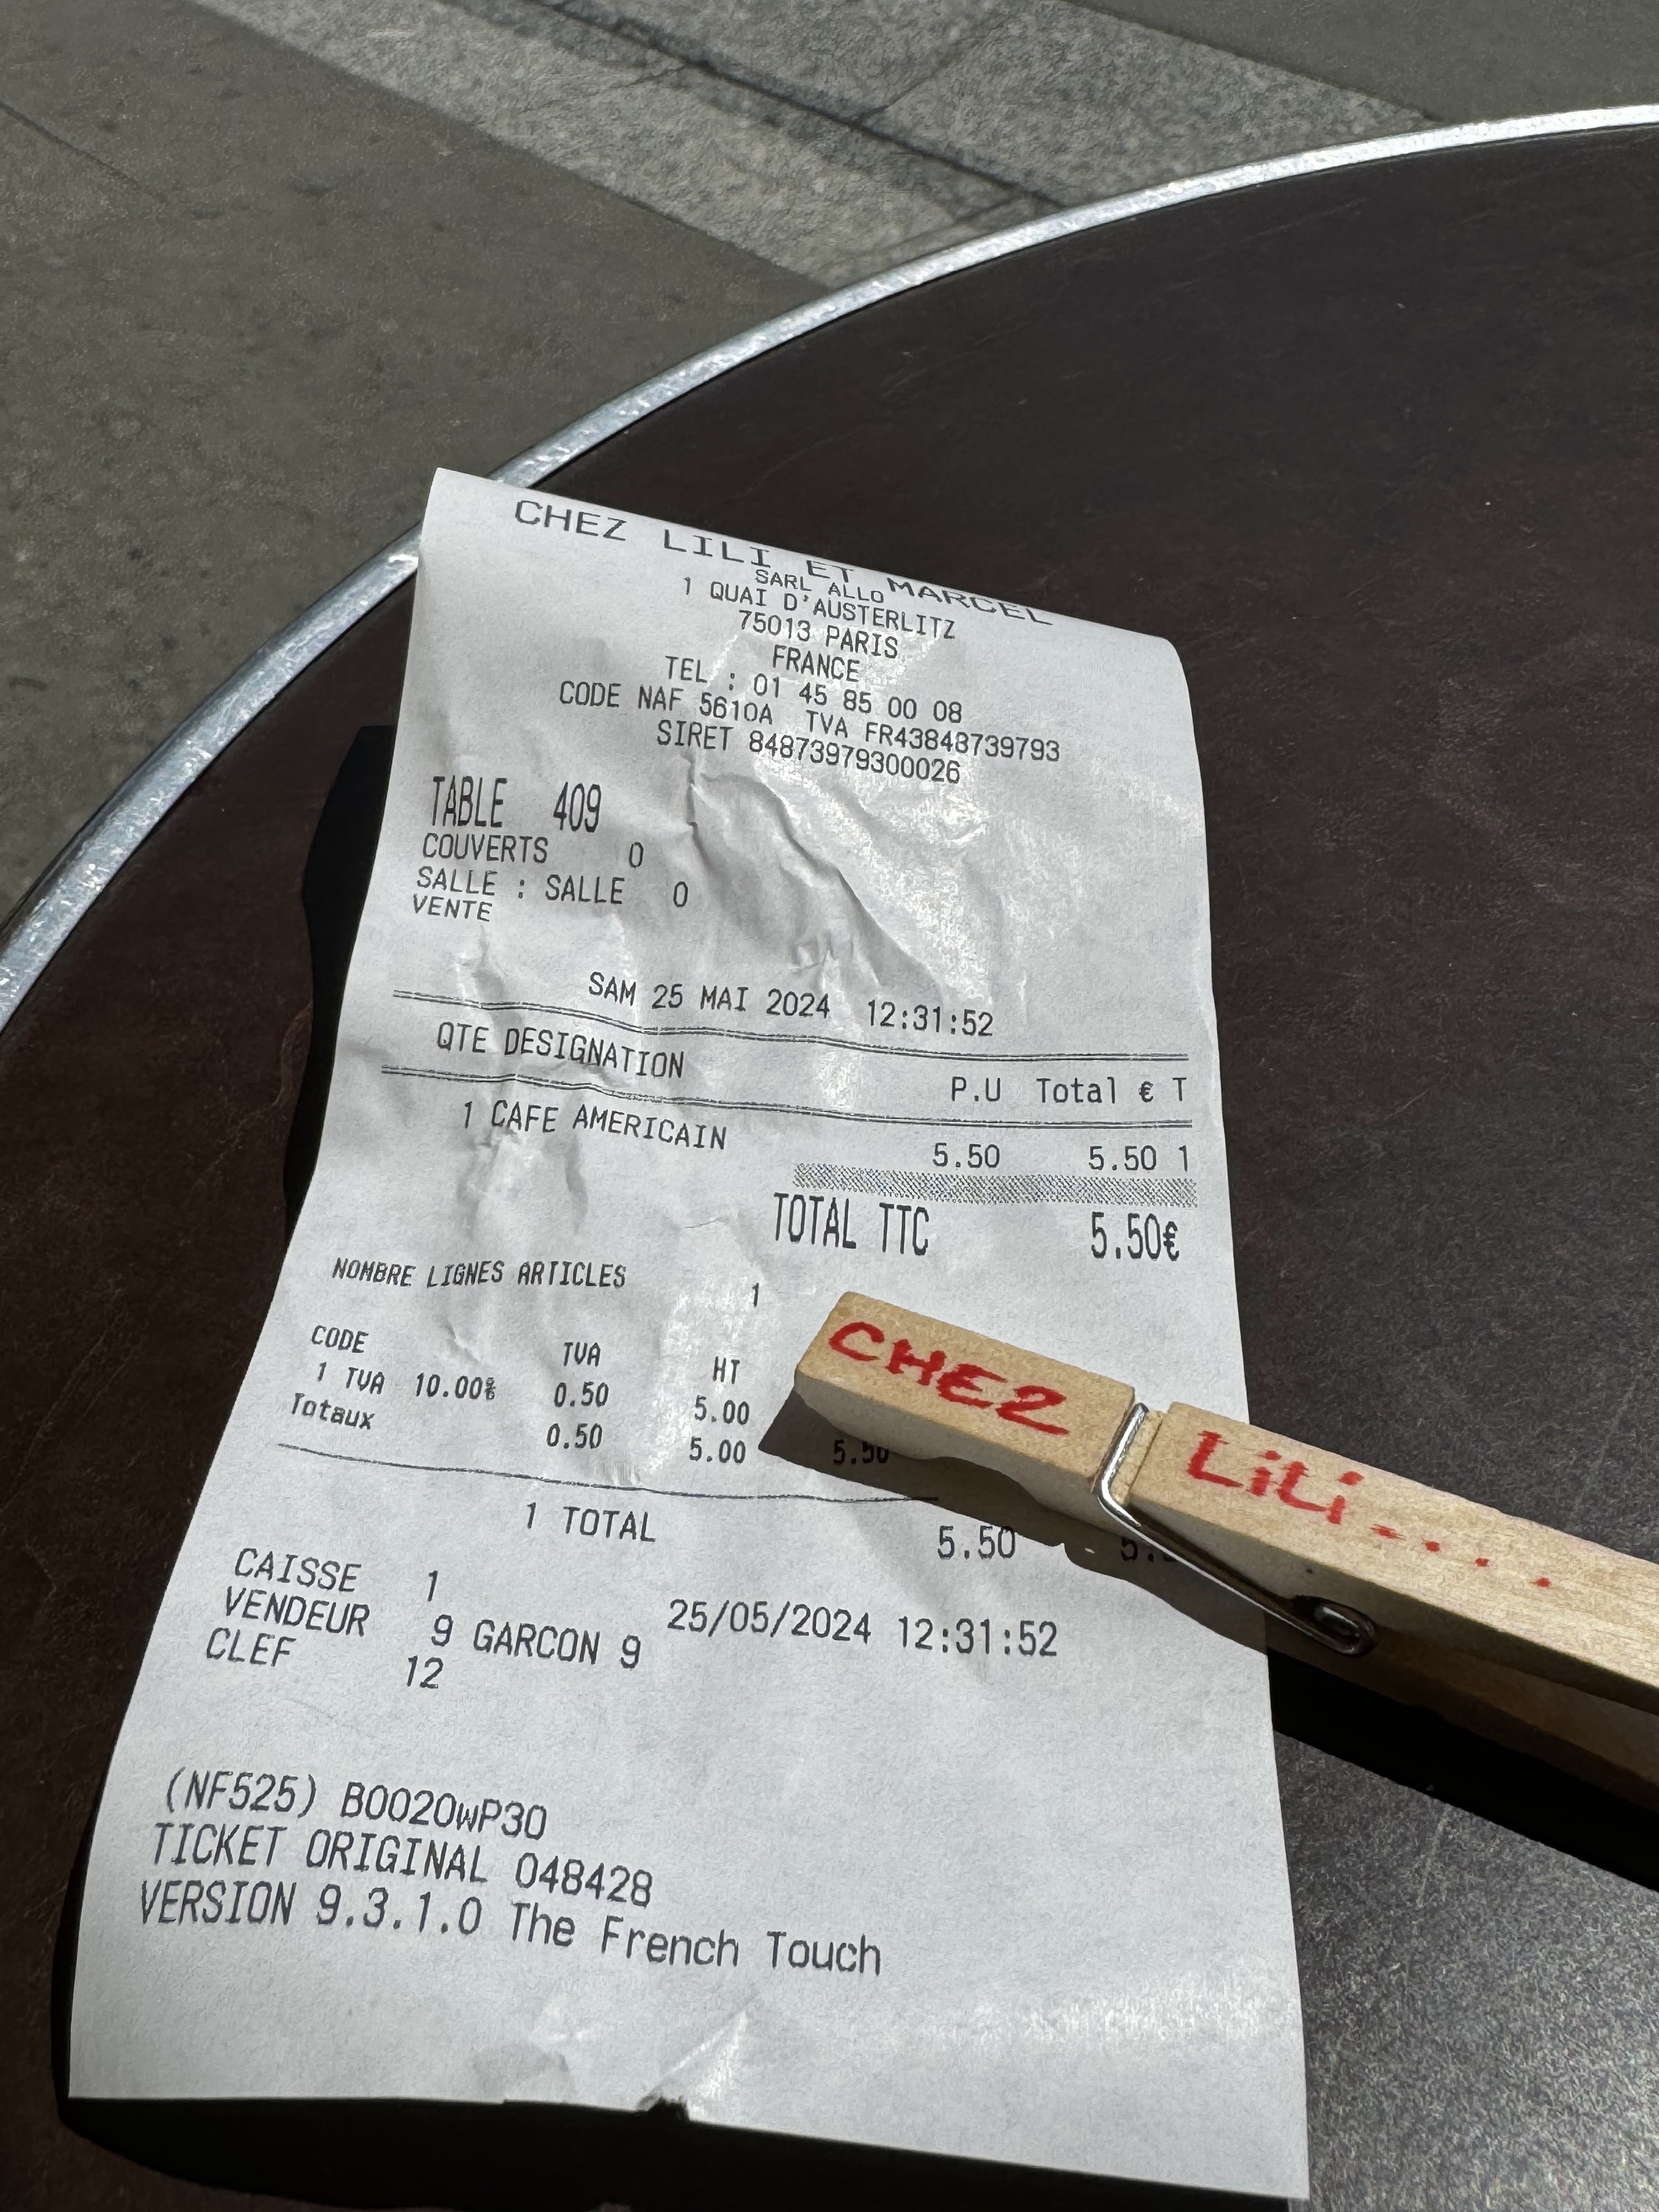 CHEZ LILI ET MARCEL
SARL ALLO
1 QUAI D'AUSTERLITZ
75013 PARIS
FRANCE
TEL : 01 45 85 00 08
CODE NAF 5610A TVA FR43848739793
SIRET 84873979300026
TABLE 409
COUVERTS 0
SALLE : SALLE 0
VENTE
SAM 25 MAI 2024 12:31:52
QTE DESIGNATION P.U Total € T
1 CAFE AMERICAIN 5.50 5.50 1
TOTAL TTC 5.50€
NOMBRE LIGNES ARTICLES 1
CODE TVA HT
1 TVA 10.00% 0.50 5.00
Totaux 0.50 5.00 5.50
1 TOTAL 5.50
CAISSE 1 25/05/2024 12:31:52
VENDEUR 9 GARCON 9
CLEF 12
(NF525) B0020wP30
TICKET ORIGINAL 048428
VERSION 9.3.1.0 The French Touch
CHEZ LiLi....